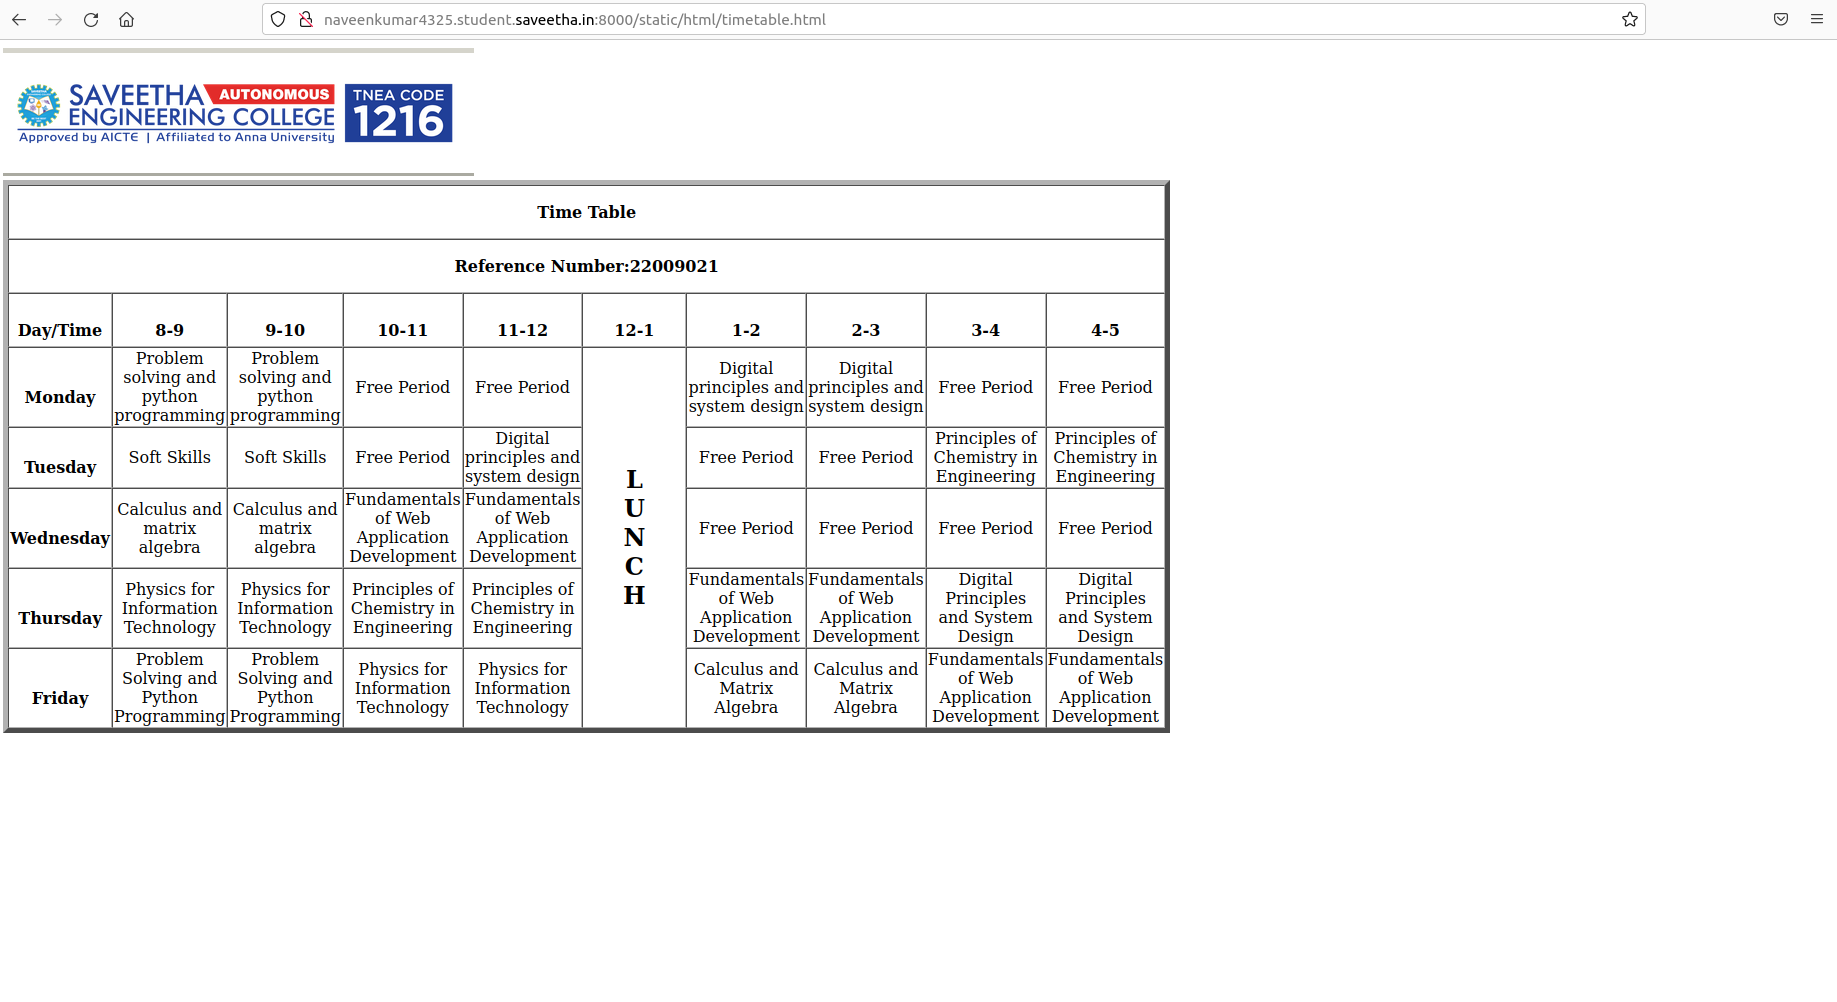 naveenkumar4325.student.saveetha.in:8000/static/html/timetable.html
SAVEETHA AUTONOMOUS
ENGINEERING COLLEGE
Approved by AICTE | Affiliated to Anna University
TNEA CODE
1216
Time Table
Reference Number:22009021
Day/Time 8-9 9-10 10-11 11-12 12-1 1-2 2-3 3-4 4-5
Monday
Problem
solving and
python
programming
Problem
solving and
python
programming
Free Period
Free Period
L
U
N
C
H
Digital
principles and
system design
Digital
principles and
system design
Free Period
Free Period
Tuesday
Soft Skills
Soft Skills
Free Period
Digital
principles and
system design
Free Period
Free Period
Principles of
Chemistry in
Engineering
Principles of
Chemistry in
Engineering
Wednesday
Calculus and
matrix
algebra
Calculus and
matrix
algebra
Fundamentals
of Web
Application
Development
Fundamentals
of Web
Application
Development
Free Period
Free Period
Free Period
Free Period
Thursday
Physics for
Information
Technology
Physics for
Information
Technology
Principles of
Chemistry in
Engineering
Principles of
Chemistry in
Engineering
Fundamentals
of Web
Application
Development
Fundamentals
of Web
Application
Development
Digital
Principles
and System
Design
Digital
Principles
and System
Design
Friday
Problem
Solving and
Python
Programming
Problem
Solving and
Python
Programming
Physics for
Information
Technology
Physics for
Information
Technology
Calculus and
Matrix
Algebra
Calculus and
Matrix
Algebra
Fundamentals
of Web
Application
Development
Fundamentals
of Web
Application
Development